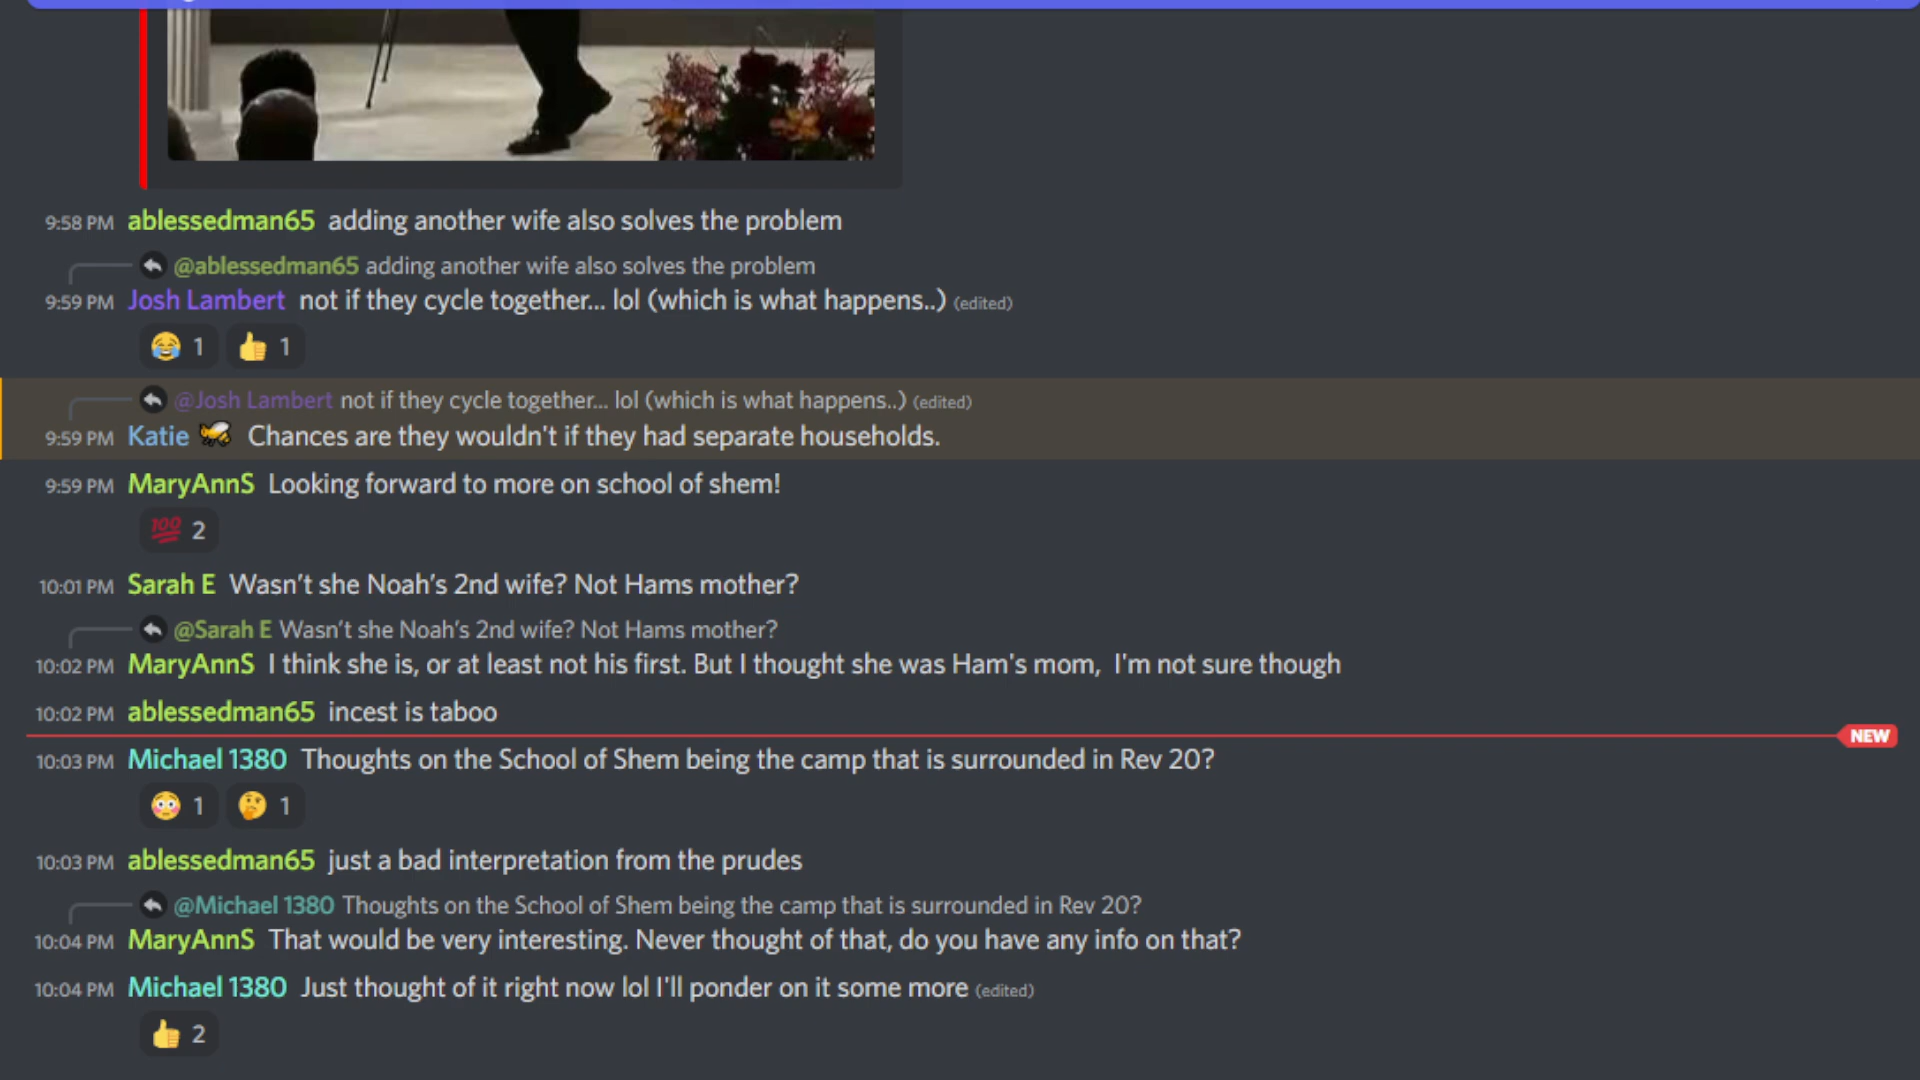 9:58 PM ablessedman65 adding another wife also solves the problem
@ablessedman65 adding another wife also solves the problem
9:59 PM Josh Lambert not if they cycle together... lol (which is what happens..) (edited)
1 1
@Josh Lambert not if they cycle together... lol (which is what happens..) (edited)
9:59 PM Katie Chances are they wouldn't if they had separate households.
9:59 PM MaryAnnS Looking forward to more on school of shem!
100 2
10:01 PM Sarah E Wasn’t she Noah’s 2nd wife? Not Hams mother?
@Sarah E Wasn’t she Noah’s 2nd wife? Not Hams mother?
10:02 PM MaryAnnS I think she is, or at least not his first. But I thought she was Ham's mom, I'm not sure though
10:02 PM ablessedman65 incest is taboo
NEW
10:03 PM Michael 1380 Thoughts on the School of Shem being the camp that is surrounded in Rev 20?
1 1
10:03 PM ablessedman65 just a bad interpretation from the prudes
@Michael 1380 Thoughts on the School of Shem being the camp that is surrounded in Rev 20?
10:04 PM MaryAnnS That would be very interesting. Never thought of that, do you have any info on that?
10:04 PM Michael 1380 Just thought of it right now lol I'll ponder on it some more (edited)
2